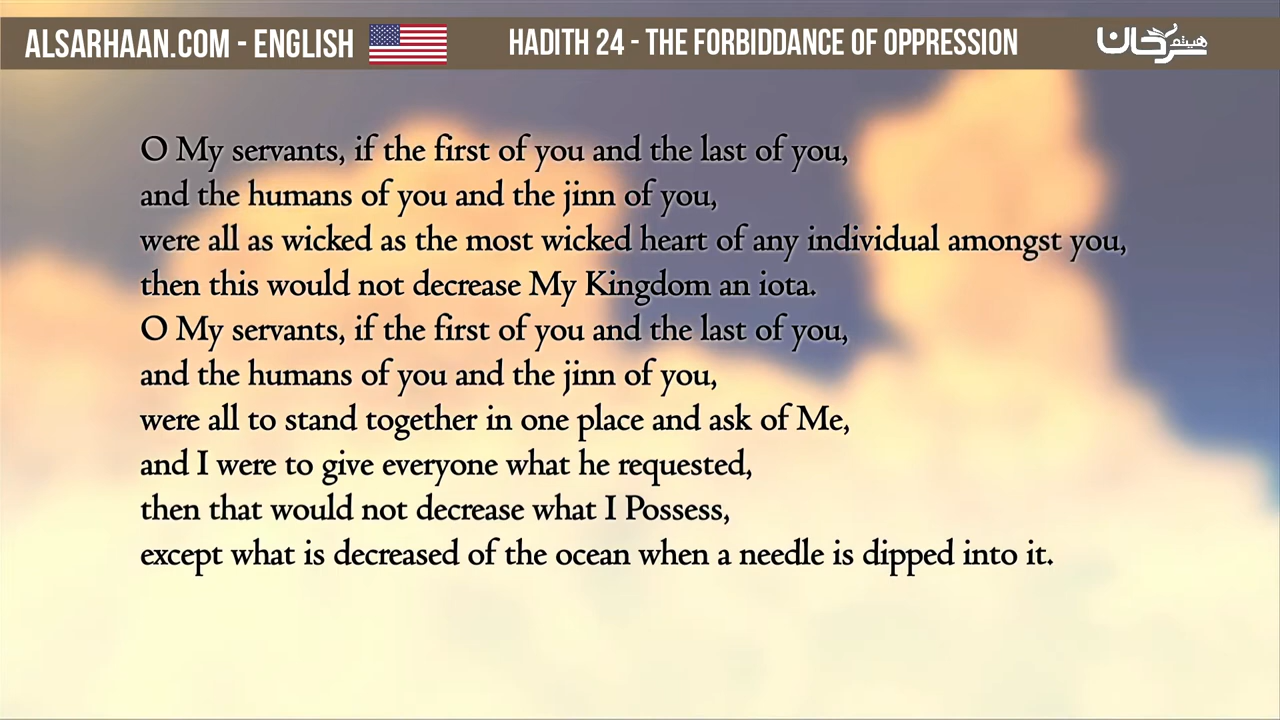 ALSARHAAN.COM - ENGLISH
HADITH 24 - THE FORBIDDANCE OF OPPRESSION
هيثم سرحان
O My servants, if the first of you and the last of you,
and the humans of you and the jinn of you,
were all as wicked as the most wicked heart of any individual amongst you,
then this would not decrease My Kingdom an iota.
O My servants, if the first of you and the last of you,
and the humans of you and the jinn of you,
were all to stand together in one place and ask of Me,
and I were to give everyone what he requested,
then that would not decrease what I Possess,
except what is decreased of the ocean when a needle is dipped into it.